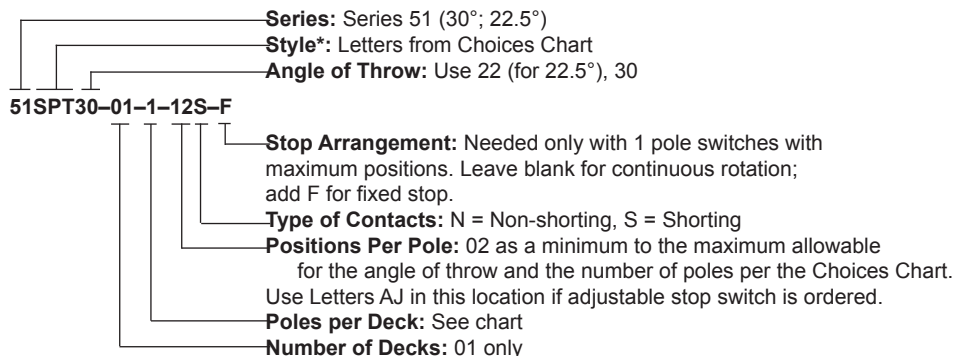 Series: Series 51 (30°; 22.5°)
Style*: Letters from Choices Chart
Angle of Throw: Use 22 (for 22.5°), 30
51SPT30–01–1–12S–F
Stop Arrangement: Needed only with 1 pole switches with
maximum positions. Leave blank for continuous rotation;
add F for fixed stop.
Type of Contacts: N = Non-shorting, S = Shorting
Positions Per Pole: 02 as a minimum to the maximum allowable
for the angle of throw and the number of poles per the Choices Chart.
Use Letters AJ in this location if adjustable stop switch is ordered.
Poles per Deck: See chart
Number of Decks: 01 only